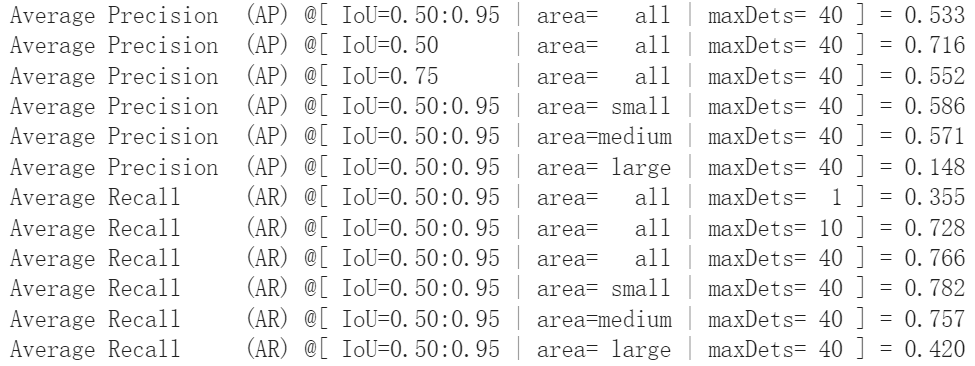 Average Precision  (AP) @[ IoU=0.50:0.95 | area=   all | maxDets= 40 ] = 0.533
Average Precision  (AP) @[ IoU=0.50      | area=   all | maxDets= 40 ] = 0.716
Average Precision  (AP) @[ IoU=0.75      | area=   all | maxDets= 40 ] = 0.552
Average Precision  (AP) @[ IoU=0.50:0.95 | area= small | maxDets= 40 ] = 0.586
Average Precision  (AP) @[ IoU=0.50:0.95 | area=medium | maxDets= 40 ] = 0.571
Average Precision  (AP) @[ IoU=0.50:0.95 | area= large | maxDets= 40 ] = 0.148
Average Recall     (AR) @[ IoU=0.50:0.95 | area=   all | maxDets=  1 ] = 0.355
Average Recall     (AR) @[ IoU=0.50:0.95 | area=   all | maxDets= 10 ] = 0.728
Average Recall     (AR) @[ IoU=0.50:0.95 | area=   all | maxDets= 40 ] = 0.766
Average Recall     (AR) @[ IoU=0.50:0.95 | area= small | maxDets= 40 ] = 0.782
Average Recall     (AR) @[ IoU=0.50:0.95 | area=medium | maxDets= 40 ] = 0.757
Average Recall     (AR) @[ IoU=0.50:0.95 | area= large | maxDets= 40 ] = 0.420